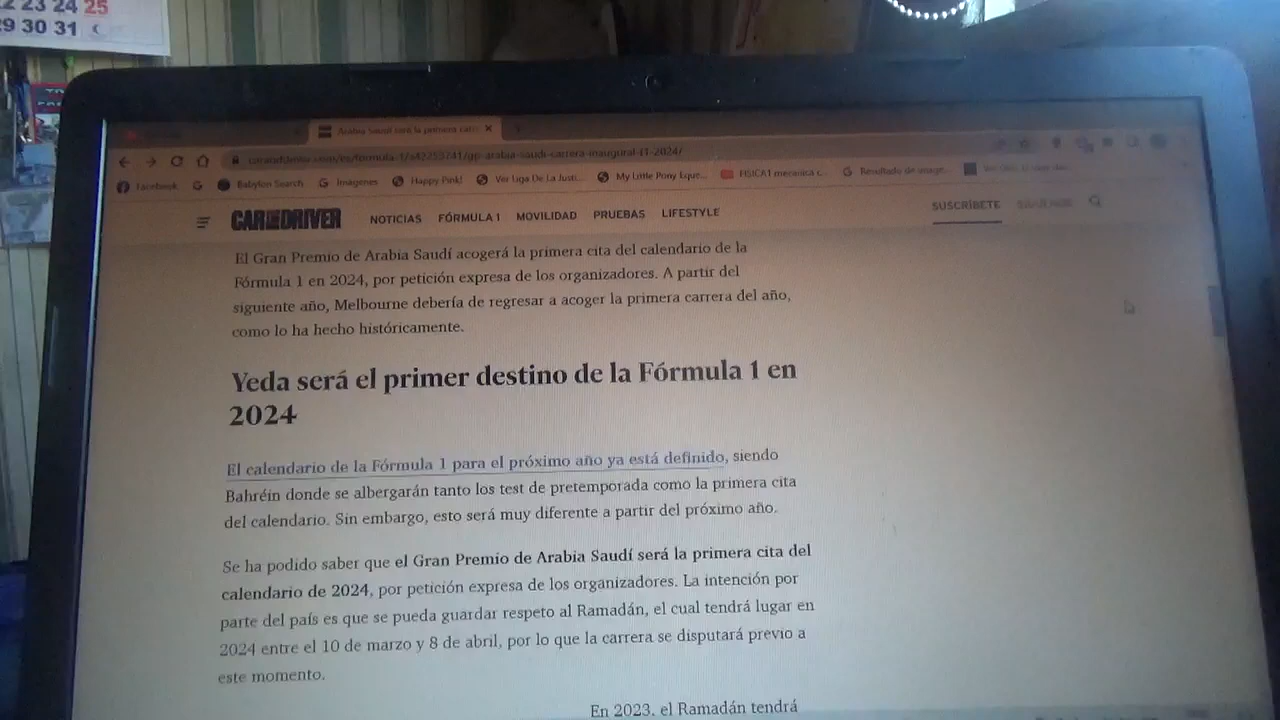 22 23 24 25
29 30 31
Arabia Saudí será la primera
Facebook
Babylon Search
Imágenes
Happy Pink!
Ver Liga De La Justi...
My Little Pony Eque...
FISICA1 mecanica c...
Resultado de image...
CAR AND DRIVER
NOTICIAS FÓRMULA 1 MOVILIDAD PRUEBAS LIFESTYLE
SUSCRÍBETE
El Gran Premio de Arabia Saudí acogerá la primera cita del calendario de la
Fórmula 1 en 2024, por petición expresa de los organizadores. A partir del
siguiente año, Melbourne debería de regresar a acoger la primera carrera del año,
como lo ha hecho históricamente.
Yeda será el primer destino de la Fórmula 1 en
2024
El calendario de la Fórmula 1 para el próximo año ya está definido, siendo
Bahréin donde se albergarán tanto los test de pretemporada como la primera cita
del calendario. Sin embargo, esto será muy diferente a partir del próximo año.
Se ha podido saber que el Gran Premio de Arabia Saudí será la primera cita del
calendario de 2024, por petición expresa de los organizadores. La intención por
parte del país es que se pueda guardar respeto al Ramadán, el cual tendrá lugar en
2024 entre el 10 de marzo y 8 de abril, por lo que la carrera se disputará previo a
este momento.
En 2023, el Ramadán tendrá